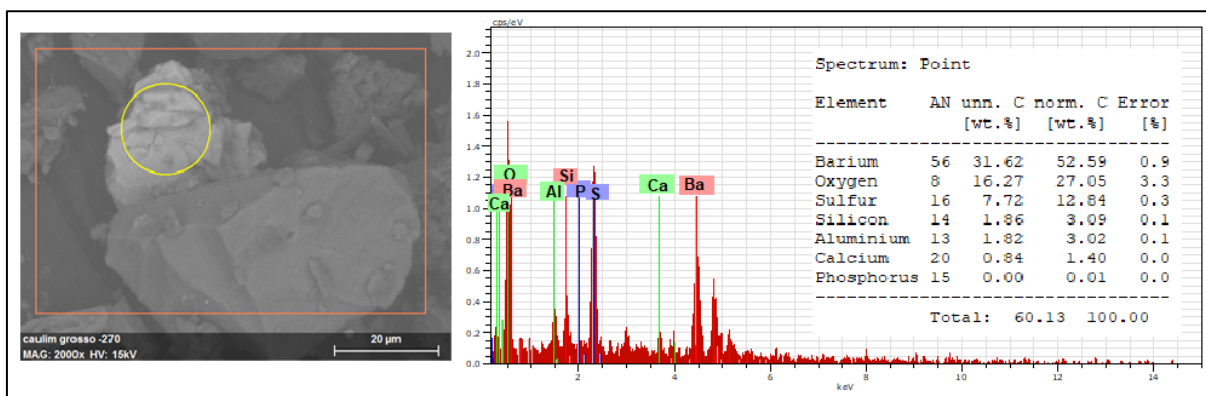 caulim grosso -270
MAG: 2000x HV: 15kV
20 µm
cps/eV
2.0
1.8
1.6
1.4
1.2
1.0
0.8
0.6
0.4
0.2
0.0
O
Ba
Ca
Al
Si
P
S
Ca
Ba
2 4 6 8 10 12 14
keV
Spectrum: Point
Element AN unn. C norm. C Error
[wt.%] [wt.%] [%]
Barium 56 31.62 52.59 0.9
Oxygen 8 16.27 27.05 3.3
Sulfur 16 7.72 12.84 0.3
Silicon 14 1.86 3.09 0.1
Aluminium 13 1.82 3.02 0.1
Calcium 20 0.84 1.40 0.0
Phosphorus 15 0.00 0.01 0.0
Total: 60.13 100.00